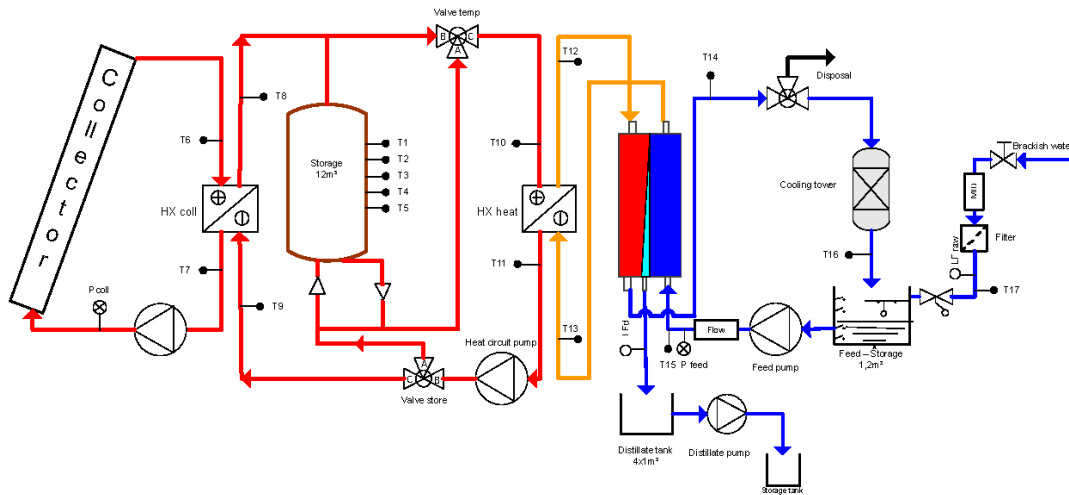 Collector
T6
T7
P coll
HX coll
T8
T9
Storage
12m³
T1
T2
T3
T4
T5
Valve temp
B
C
A
T10
HX heat
T11
Heat circuit pump
A
C
B
Valve store
T12
T13
T14
Disposal
Cooling tower
T16
Brackish water
Filter
T17
Feed – Storage
1,2m³
Feed pump
Flow
T15
P feed
Distillate tank
4x1m³
Distillate pump
Storage tank